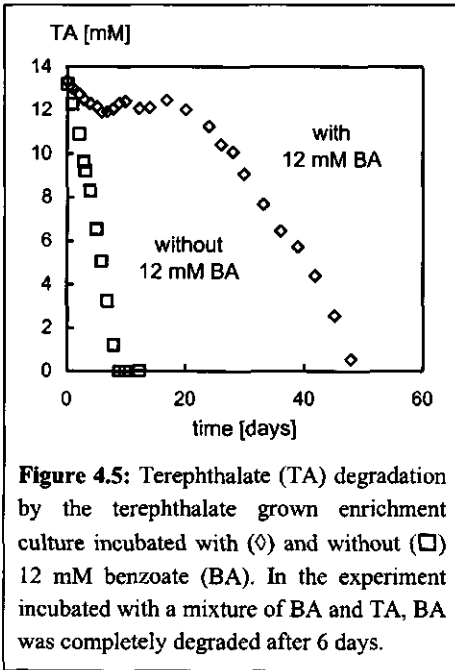 TA [mM]
14
12
10
8
6
4
2
0
with
12 mM BA
without
12 mM BA
0 20 40 60
time [days]
Figure 4.5: Terephthalate (TA) degradation
by the terephthalate grown enrichment
culture incubated with (◊) and without (□)
12 mM benzoate (BA). In the experiment
incubated with a mixture of BA and TA, BA
was completely degraded after 6 days.